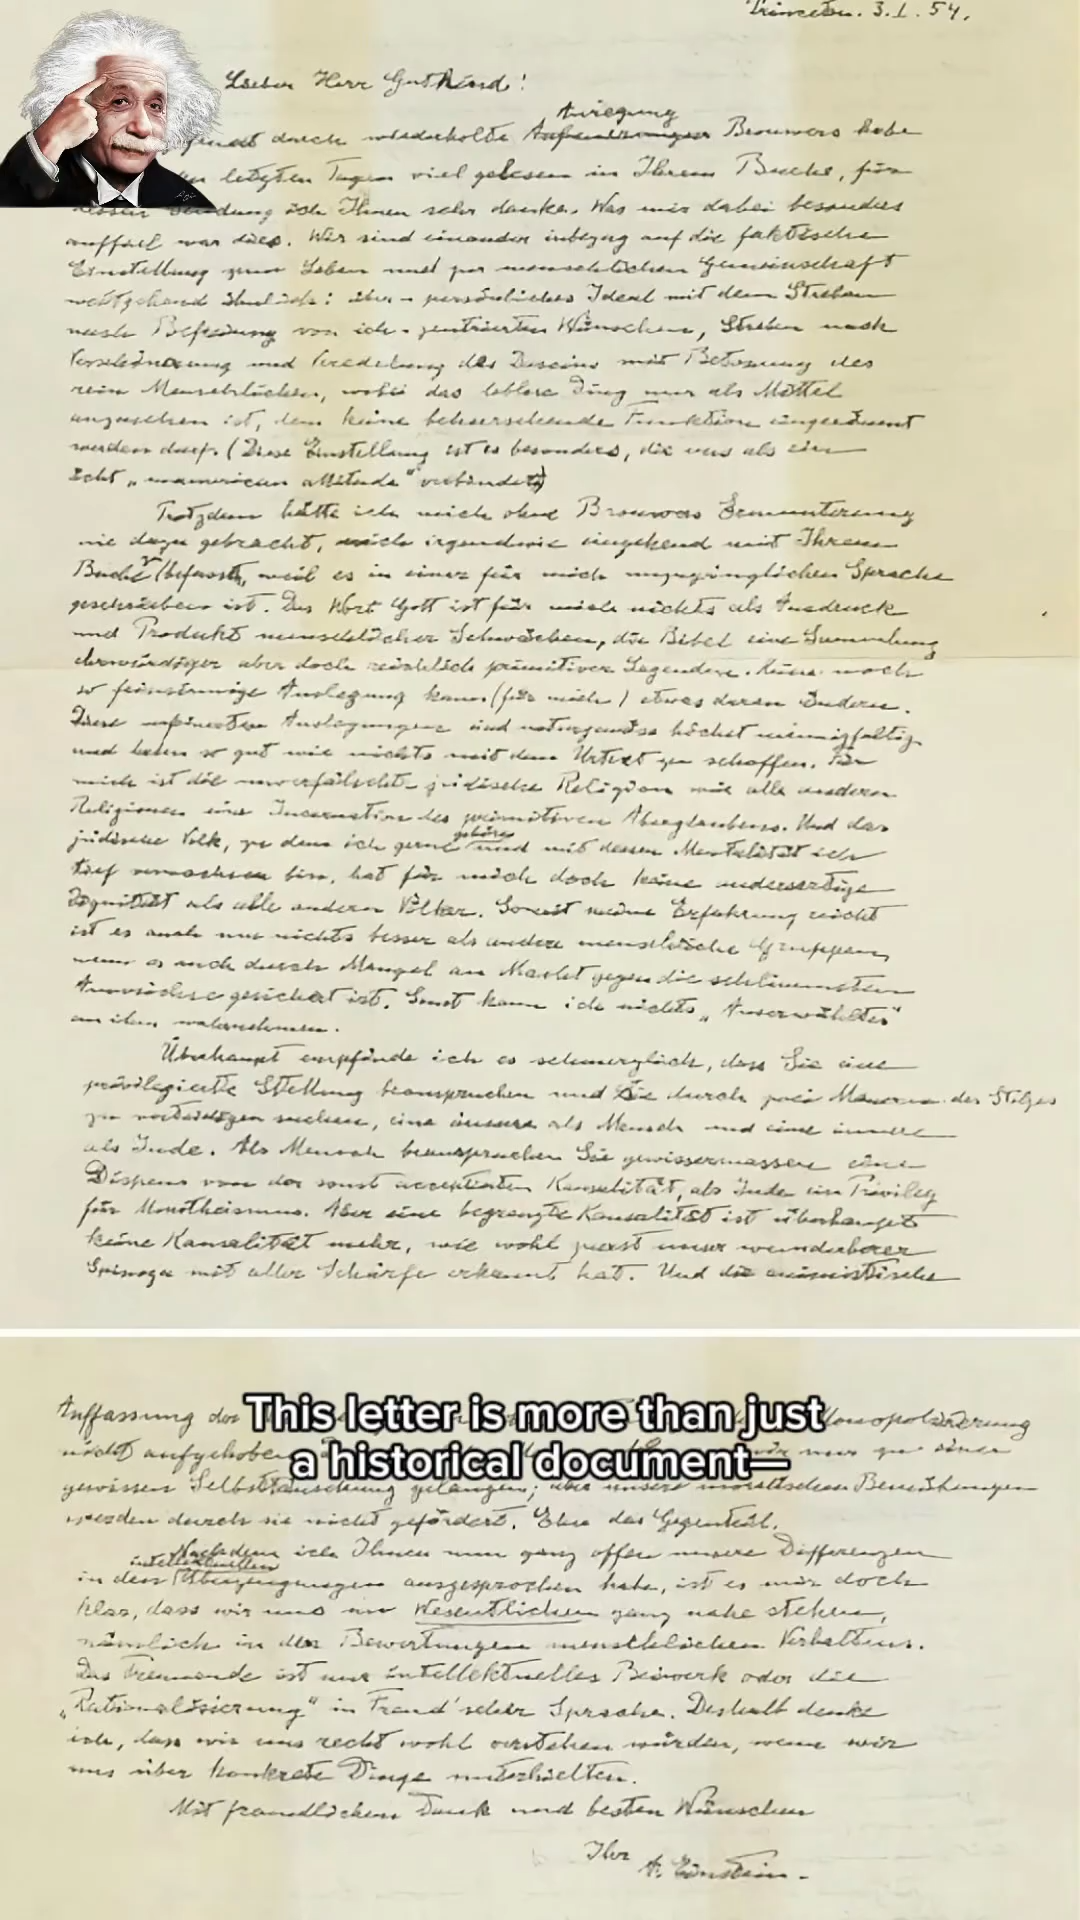 Princeton. 3.1.54.
Lieber Herr Gutkind!
Anregung
durch wiederholte Brouwers habe
letzten Tagen viel gelesen in Ihrem Buche, für
dessen Sendung ich Ihnen sehr danke. Was mir dabei besonders
auffiel war dies. Wir sind einander inbezug auf die faktische
Einstellung zum Leben und zur menschlichen Gemeinschaft
weitgehend ähnlich: über-persönliches Ideal mit dem Streben
nach Befreiung von ich-zentrierten Wünschen, Streben nach
Verschönerung und Veredelung des Daseins mit Betonung des
rein Menschlichen, wobei das leblose Ding nur als Mittel
anzusehen ist, dem keine beherrschende Funktion eingeräumt
werden darf. (Diese Einstellung ist es besonders, die uns als ein
ächt „unamerican attitude“ verbindet)
Trotzdem hätte ich mich ohne Brouwers Ermunterung
nie dazu gebracht, mich irgendwie eingehend mit Ihrem
Buche befasst, weil es in einer für mich unzugänglichen Sprache
geschrieben ist. Das Wort Gott ist für mich nichts als Ausdruck
und Produkt menschlicher Schwächen, die Bibel eine Sammlung
ehrwürdiger aber doch reichlich primitiver Legenden. Keine noch
so feinsinnige Auslegung kann (für mich) etwas daran ändern.
Diese verfeinerten Auslegungen sind naturgemäss höchst mannigfaltig
und haben so gut wie nichts mit dem Urtext zu schaffen. Für
mich ist die unverfälschte jüdische Religion wie alle anderen
Religionen eine Incarnation des primitiven Aberglaubens. Und das
jüdische Volk, zu dem ich gerne gehöre und mit dessen Mentalität ich
tief verwachsen bin, hat für mich doch keine andersartige
Dignität als alle anderen Völker. Soweit meine Erfahrung reicht
ist es auch um nichts besser als andere menschliche Gruppen,
wenn es auch durch Mangel an Macht gegen die schlimmsten
Auswüchse gesichert ist. Sonst kann ich nichts „Auserwähltes“
an ihm wahrnehmen.
Überhaupt empfinde ich es schmerzlich, dass Sie eine
privilegierte Stellung beanspruchen und Sie durch zwei Mauern des Stolzes
zu verteidigen suchen, eine äussere als Mensch und eine innere
als Jude. Als Mensch beanspruchen Sie gewissermassen einen
Dispens von der sonst acceptierten Kausalität, als Jude ein Privileg
für Monotheismus. Aber eine begrenzte Kausalität ist überhaupt
keine Kausalität mehr, wie wohl zuerst unser wunderbarer
Spinoza mit aller Schärfe erkannt hat. Und die animistische
Auffassung der Monopolisierung
This letter is more than just
nicht aufgehoben. wir nur zu einer
a historical document—
gewissen Selbsttäuschung gelangen; aber unsere moralischen Bemühungen
werden durch sie nicht gefördert. Eher das Gegenteil.
Nachdem ich Ihnen nun ganz offen unsere Differenzen
intellektuellen
in den Überzeugungen ausgesprochen habe, ist es mir doch
klar, dass wir uns im Wesentlichen ganz nahe stehen,
nämlich in den Bewertungen menschlichen Verhaltens.
Das Trennende ist nur intellektuelles Beiwerk oder die
„Rationalisierung“ in Freud'scher Sprache. Deshalb denke
ich, dass wir uns recht wohl verstehen würden, wenn wir
uns über konkrete Dinge unterhielten.
Mit freundlichem Dank und besten Wünschen
Ihr
A. Einstein.